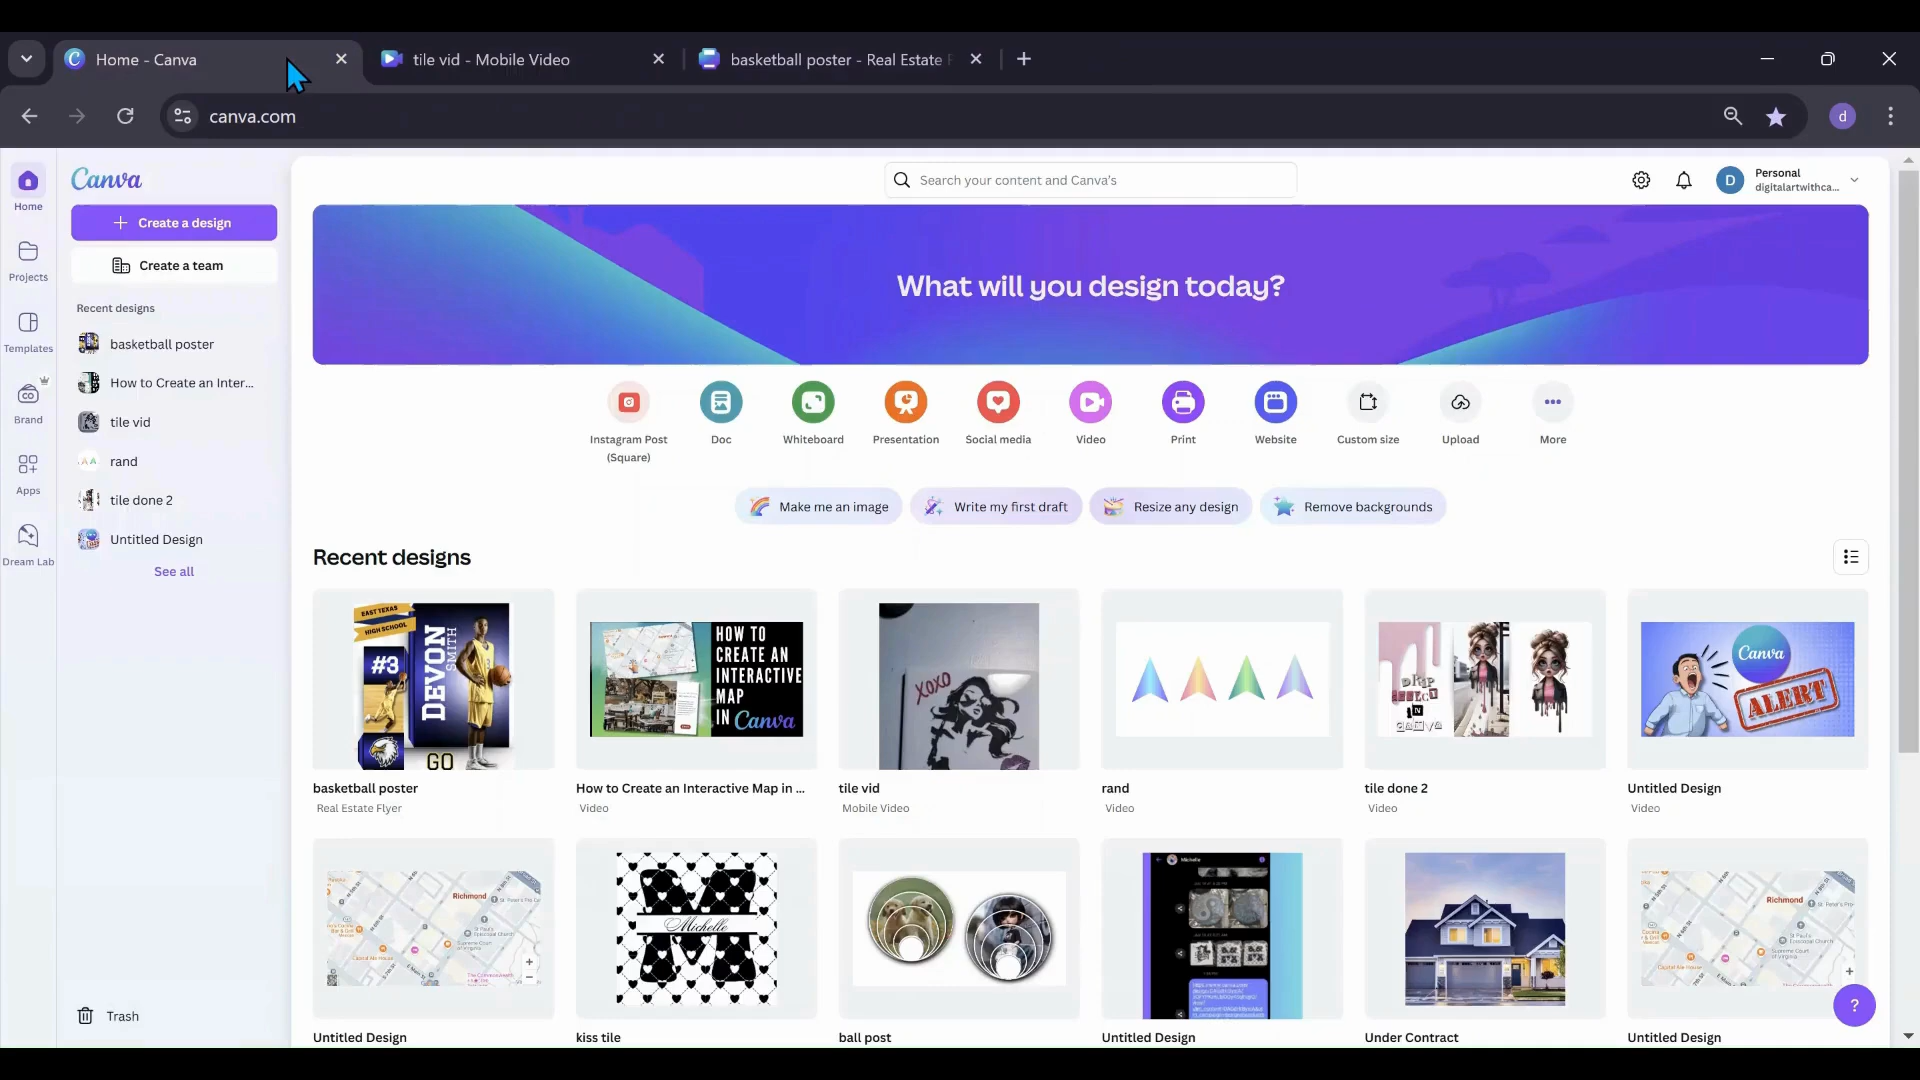 Home - Canva
tile vid - Mobile Video
basketball poster - Real Estate
canva.com
d
Canva
Search your content and Canva's
D
Personal
digitalartwithca...
Home
Create a design
Create a team
Projects
Templates
Brand
Apps
Dream Lab
Recent designs
basketball poster
How to Create an Inter...
tile vid
rand
tile done 2
Untitled Design
See all
Trash
What will you design today?
Instagram Post
(Square)
Doc
Whiteboard
Presentation
Social media
Video
Print
Website
Custom size
Upload
More
Make me an image
Write my first draft
Resize any design
Remove backgrounds
Recent designs
EAST TEXAS
HIGH SCHOOL
#3
DEVON
SMITH
GO
HOW TO
CREATE AN
INTERACTIVE
MAP
IN Canva
XOXO
Canva
ALERT
basketball poster
Real Estate Flyer
How to Create an Interactive Map in ...
Video
tile vid
Mobile Video
rand
Video
tile done 2
Video
Untitled Design
Video
Richmond
Michelle
Michelle
Richmond
?
Untitled Design
kiss tile
ball post
Untitled Design
Under Contract
Untitled Design